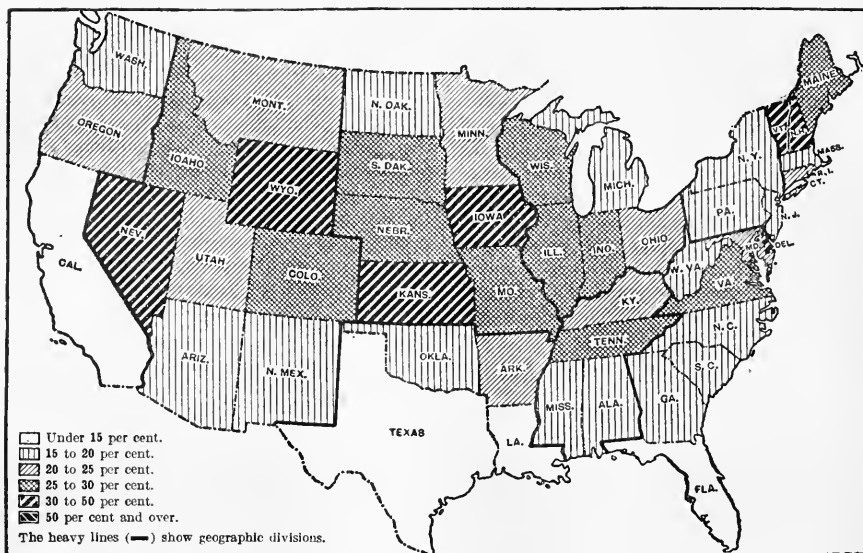 WASH.
OREGON
CAL.
NEV.
IDAHO
MONT.
WYO.
UTAH
COLO.
ARIZ.
N. MEX.
N. DAK.
S. DAK.
NEBR.
KANS.
OKLA.
TEXAS
MINN.
IOWA
MO.
ARK.
LA.
WIS.
ILL.
MICH.
IND.
OHIO
KY.
TENN.
MISS.
ALA.
GA.
FLA.
S. C.
N. C.
VA.
W. VA.
MD.
DEL.
PA.
N. J.
N. Y.
CT.
R. I.
MASS.
VT.
N. H.
MAINE
Under 15 per cent.
15 to 20 per cent.
20 to 25 per cent.
25 to 30 per cent.
30 to 50 per cent.
50 per cent and over.
The heavy lines (▬) show geographic divisions.